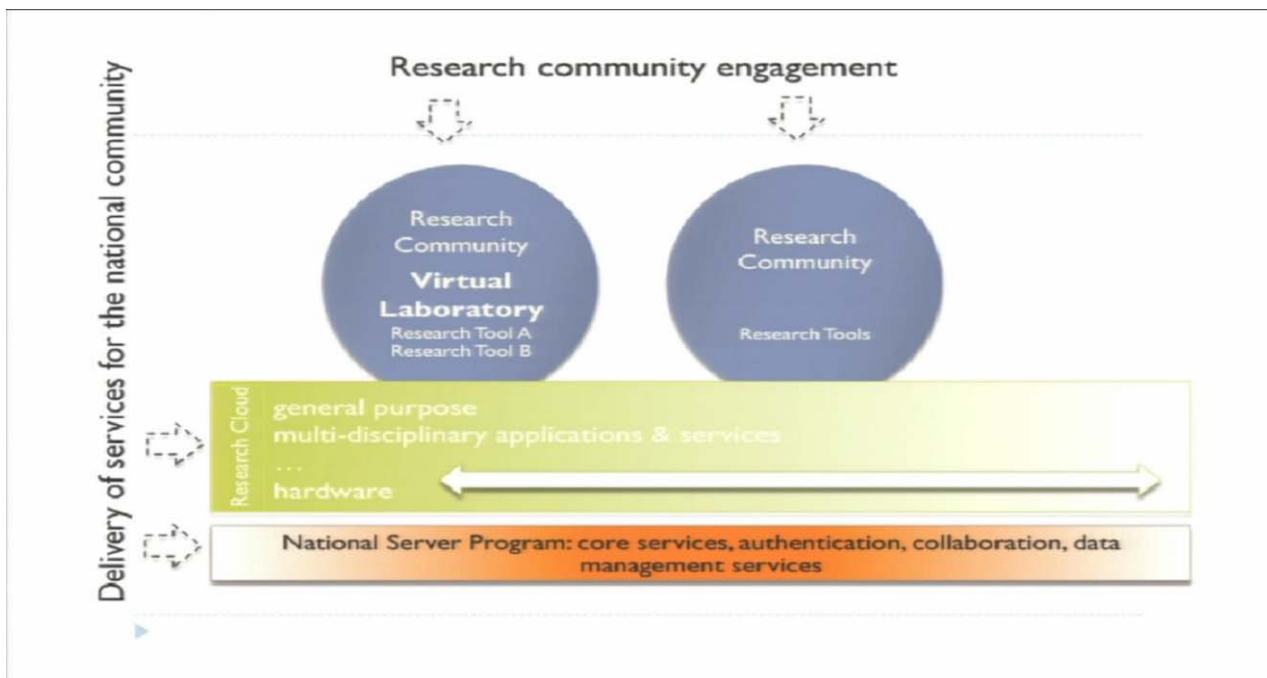 Research community engagement
Delivery of services for the national community
Research
Community
Virtual
Laboratory
Research Tool A
Research Tool B
Research
Community
Research Tools
Research Cloud
general purpose
multi-disciplinary applications & services
...
hardware
National Server Program: core services, authentication, collaboration, data
management services